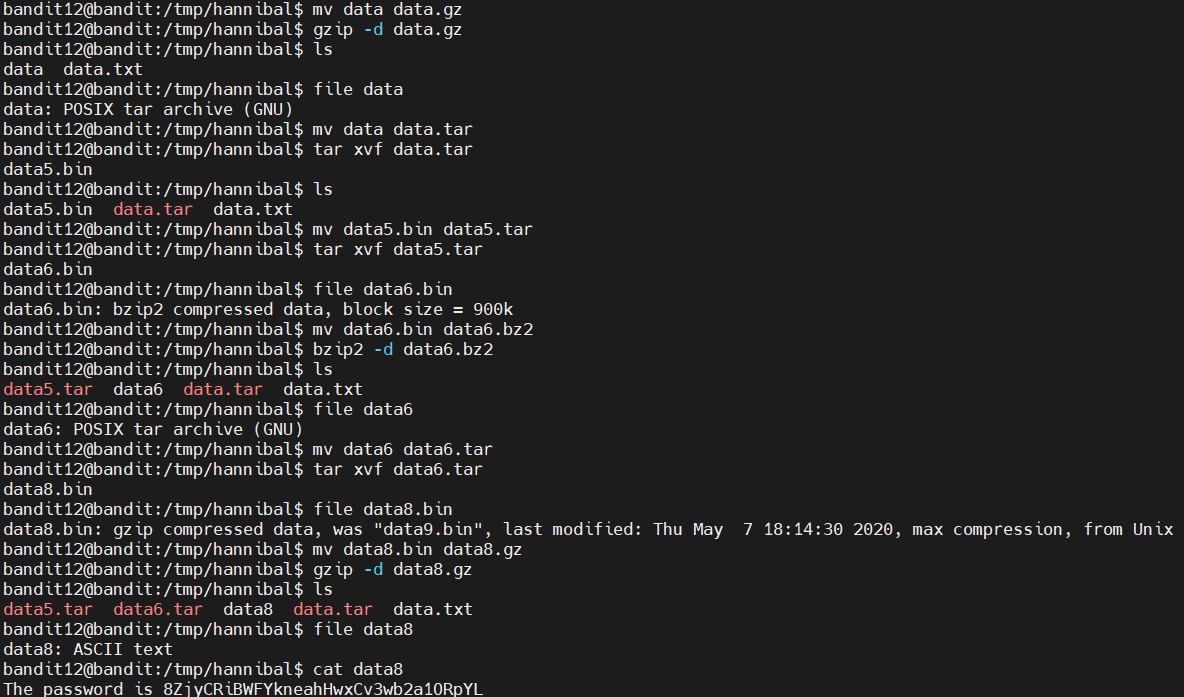 bandit12@bandit:/tmp/hannibal$ mv data data.gz
bandit12@bandit:/tmp/hannibal$ gzip -d data.gz
bandit12@bandit:/tmp/hannibal$ ls
data  data.txt
bandit12@bandit:/tmp/hannibal$ file data
data: POSIX tar archive (GNU)
bandit12@bandit:/tmp/hannibal$ mv data data.tar
bandit12@bandit:/tmp/hannibal$ tar xvf data.tar
data5.bin
bandit12@bandit:/tmp/hannibal$ ls
data5.bin  data.tar  data.txt
bandit12@bandit:/tmp/hannibal$ mv data5.bin data5.tar
bandit12@bandit:/tmp/hannibal$ tar xvf data5.tar
data6.bin
bandit12@bandit:/tmp/hannibal$ file data6.bin
data6.bin: bzip2 compressed data, block size = 900k
bandit12@bandit:/tmp/hannibal$ mv data6.bin data6.bz2
bandit12@bandit:/tmp/hannibal$ bzip2 -d data6.bz2
bandit12@bandit:/tmp/hannibal$ ls
data5.tar  data6  data.tar  data.txt
bandit12@bandit:/tmp/hannibal$ file data6
data6: POSIX tar archive (GNU)
bandit12@bandit:/tmp/hannibal$ mv data6 data6.tar
bandit12@bandit:/tmp/hannibal$ tar xvf data6.tar
data8.bin
bandit12@bandit:/tmp/hannibal$ file data8.bin
data8.bin: gzip compressed data, was "data9.bin", last modified: Thu May  7 18:14:30 2020, max compression, from Unix
bandit12@bandit:/tmp/hannibal$ mv data8.bin data8.gz
bandit12@bandit:/tmp/hannibal$ gzip -d data8.gz
bandit12@bandit:/tmp/hannibal$ ls
data5.tar  data6.tar  data8  data.tar  data.txt
bandit12@bandit:/tmp/hannibal$ file data8
data8: ASCII text
bandit12@bandit:/tmp/hannibal$ cat data8
The password is 8ZjyCRiBWFYkneahHwxCv3wb2a1ORpYL